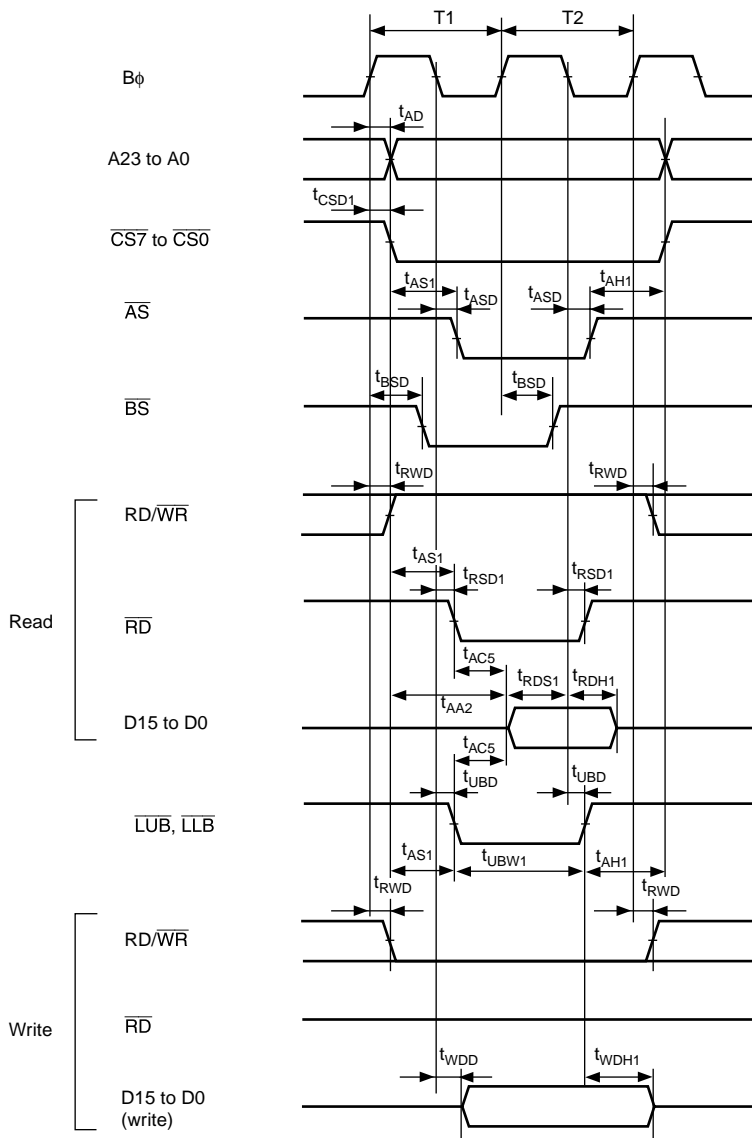 T1 T2
Bφ
tAD
A23 to A0
tCSD1
CS7 to CS0
tAS1 tASD tASD tAH1
AS
tBSD tBSD
BS
tRWD tRWD
RD/WR
tAS1
tRSD1 tRSD1
Read
RD
tAC5
tRDS1 tRDH1
tAA2
D15 to D0
tAC5
tUBD tUBD
LUB, LLB
tAS1 tUBW1 tAH1
tRWD tRWD
RD/WR
Write
RD
tWDD tWDH1
D15 to D0
(write)